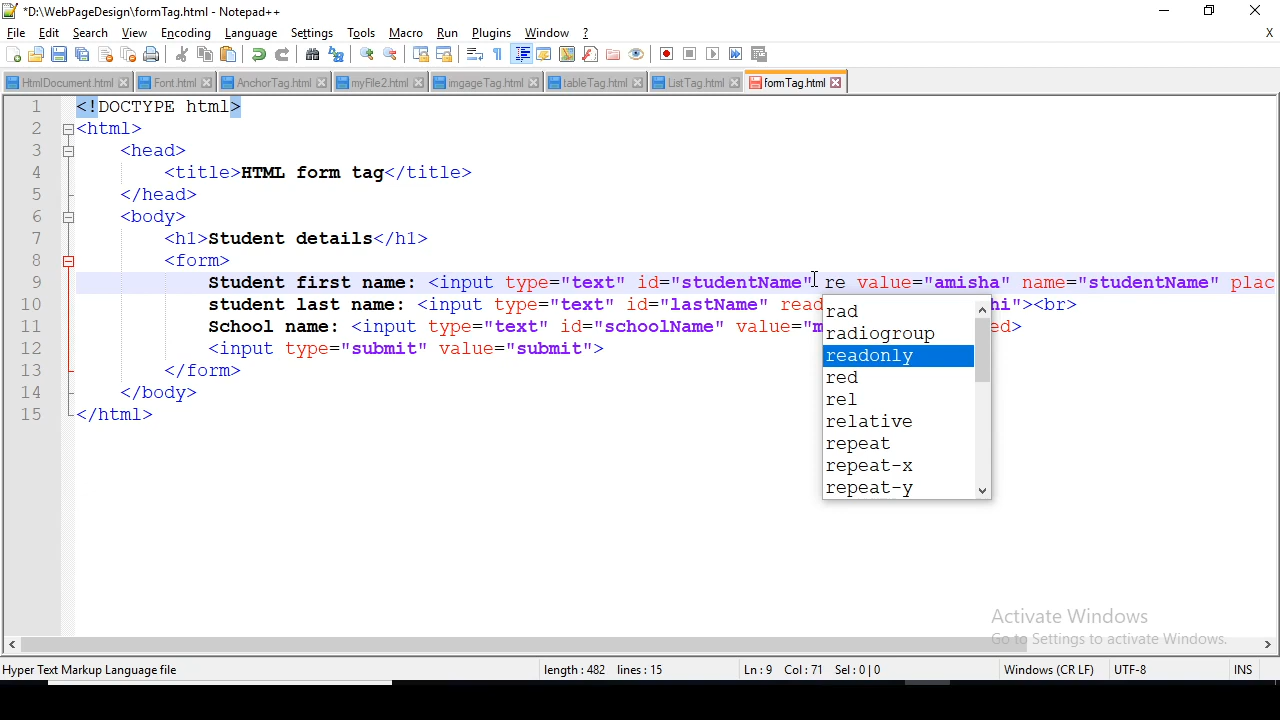 *D:\WebPageDesign\formTag.html - Notepad++
File Edit Search View Encoding Language Settings Tools Macro Run Plugins Window ? X
HtmlDocument.html Font.html AnchorTag.html myFile2.html imgageTag.html tableTag.html ListTag.html formTag.html
1 <!DOCTYPE html>
2 <html>
3 <head>
4 <title>HTML form tag</title>
5 </head>
6 <body>
7 <h1>Student details</h1>
8 <form>
9 Student first name: <input type="text" id="studentName" re value="amisha" name="studentName" plac
10 student last name: <input type="text" id="lastName" read hi"><br>
11 School name: <input type="text" id="schoolName" value="m ed>
12 <input type="submit" value="submit">
13 </form>
14 </body>
15 </html>
rad
radiogroup
readonly
red
rel
relative
repeat
repeat-x
repeat-y
Activate Windows
Go to Settings to activate Windows.
Hyper Text Markup Language file length : 482 lines : 15 Ln : 9 Col : 71 Sel : 0 | 0 Windows (CR LF) UTF-8 INS